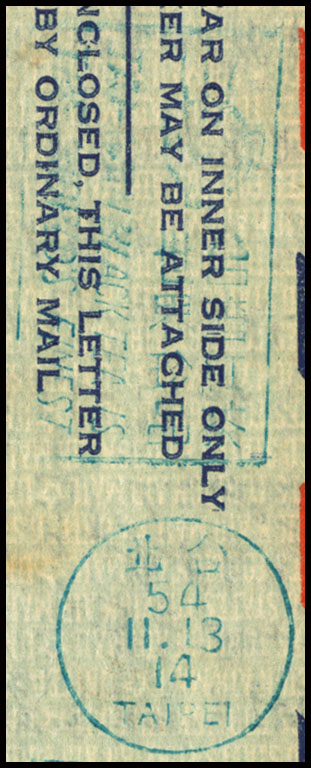 AR ON INNER SIDE ONLY
ER MAY BE ATTACHED
NCLOSED, THIS LETTER
BY ORDINARY MAIL
台北
54
11.13
14
TAIPEI